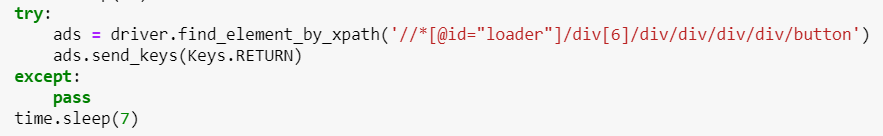 try:
    ads = driver.find_element_by_xpath('//*[@id="loader"]/div[6]/div/div/div/div/button')
    ads.send_keys(Keys.RETURN)
except:
    pass
time.sleep(7)